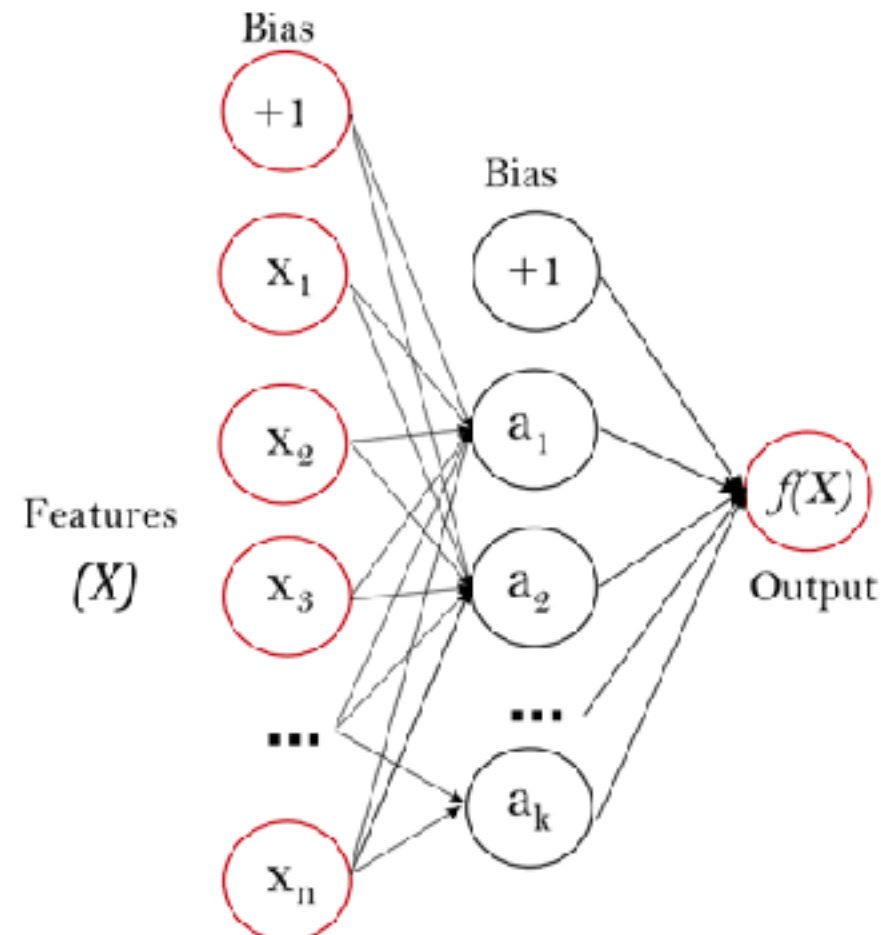 Bias
+1
x₁
x₂
x₃
...
xₙ
Features
(X)
Bias
+1
a₁
a₂
...
aₖ
f(X)
Output